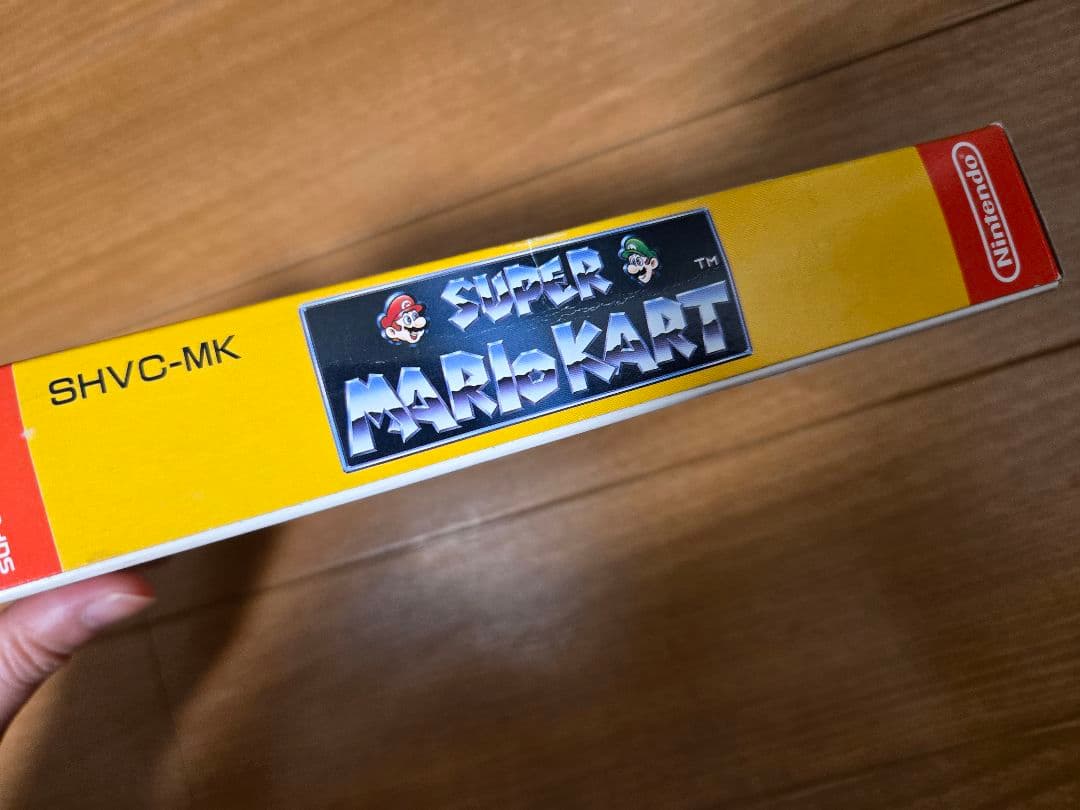 SHVC-MK
SUPER
MARIO KART
TM
Nintendo
®